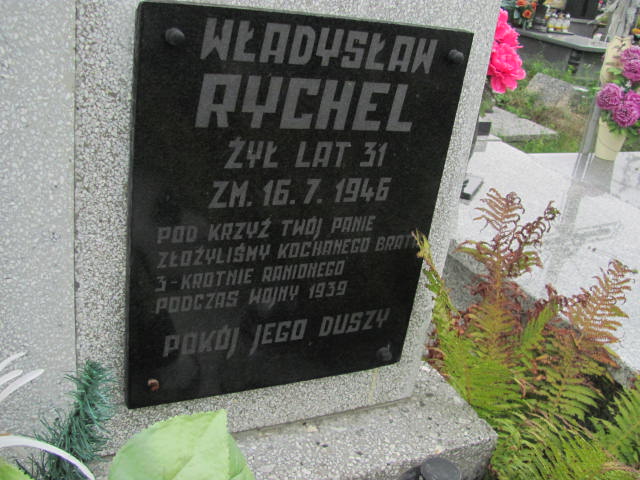 WŁADYSŁAW
RYCHEL
ŻYŁ LAT 31
ZM. 16.7. 1946
POD KRZYŻ TWÓJ PANIE
ZŁOŻYLIŚMY KOCHANEGO BRATA
3-KROTNIE RANIONEGO
PODCZAS WOJNY 1939
POKÓJ JEGO DUSZY